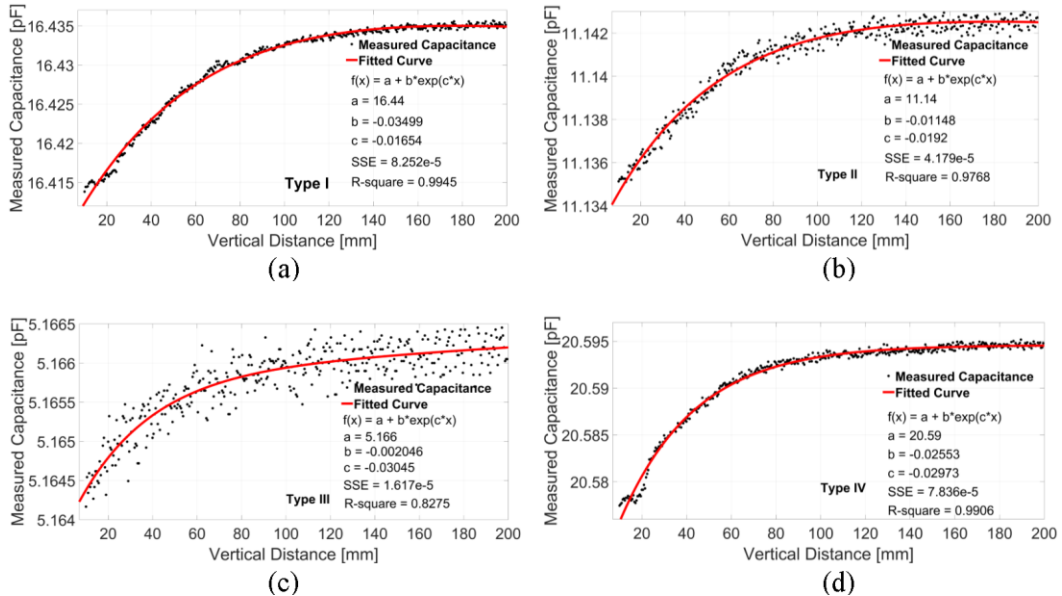 Measured Capacitance [pF]
16.435
16.43
16.425
16.42
16.415
Measured Capacitance
Fitted Curve
f(x) = a + b*exp(c*x)
a = 16.44
b = -0.03499
c = -0.01654
SSE = 8.252e-5
R-square = 0.9945
Type I
20 40 60 80 100 120 140 160 180 200
Vertical Distance [mm]
(a)
Measured Capacitance [pF]
11.142
11.14
11.138
11.136
11.134
Measured Capacitance
Fitted Curve
f(x) = a + b*exp(c*x)
a = 11.14
b = -0.01148
c = -0.0192
SSE = 4.179e-5
R-square = 0.9768
Type II
20 40 60 80 100 120 140 160 180 200
Vertical Distance [mm]
(b)
Measured Capacitance [pF]
5.1665
5.166
5.1655
5.165
5.1645
5.164
Measured Capacitance
Fitted Curve
f(x) = a + b*exp(c*x)
a = 5.166
b = -0.002046
c = -0.03045
SSE = 1.617e-5
R-square = 0.8275
Type III
20 40 60 80 100 120 140 160 180 200
Vertical Distance [mm]
(c)
Measured Capacitance [pF]
20.595
20.59
20.585
20.58
Measured Capacitance
Fitted Curve
f(x) = a + b*exp(c*x)
a = 20.59
b = -0.02553
c = -0.02973
SSE = 7.836e-5
R-square = 0.9906
Type IV
20 40 60 80 100 120 140 160 180 200
Vertical Distance [mm]
(d)